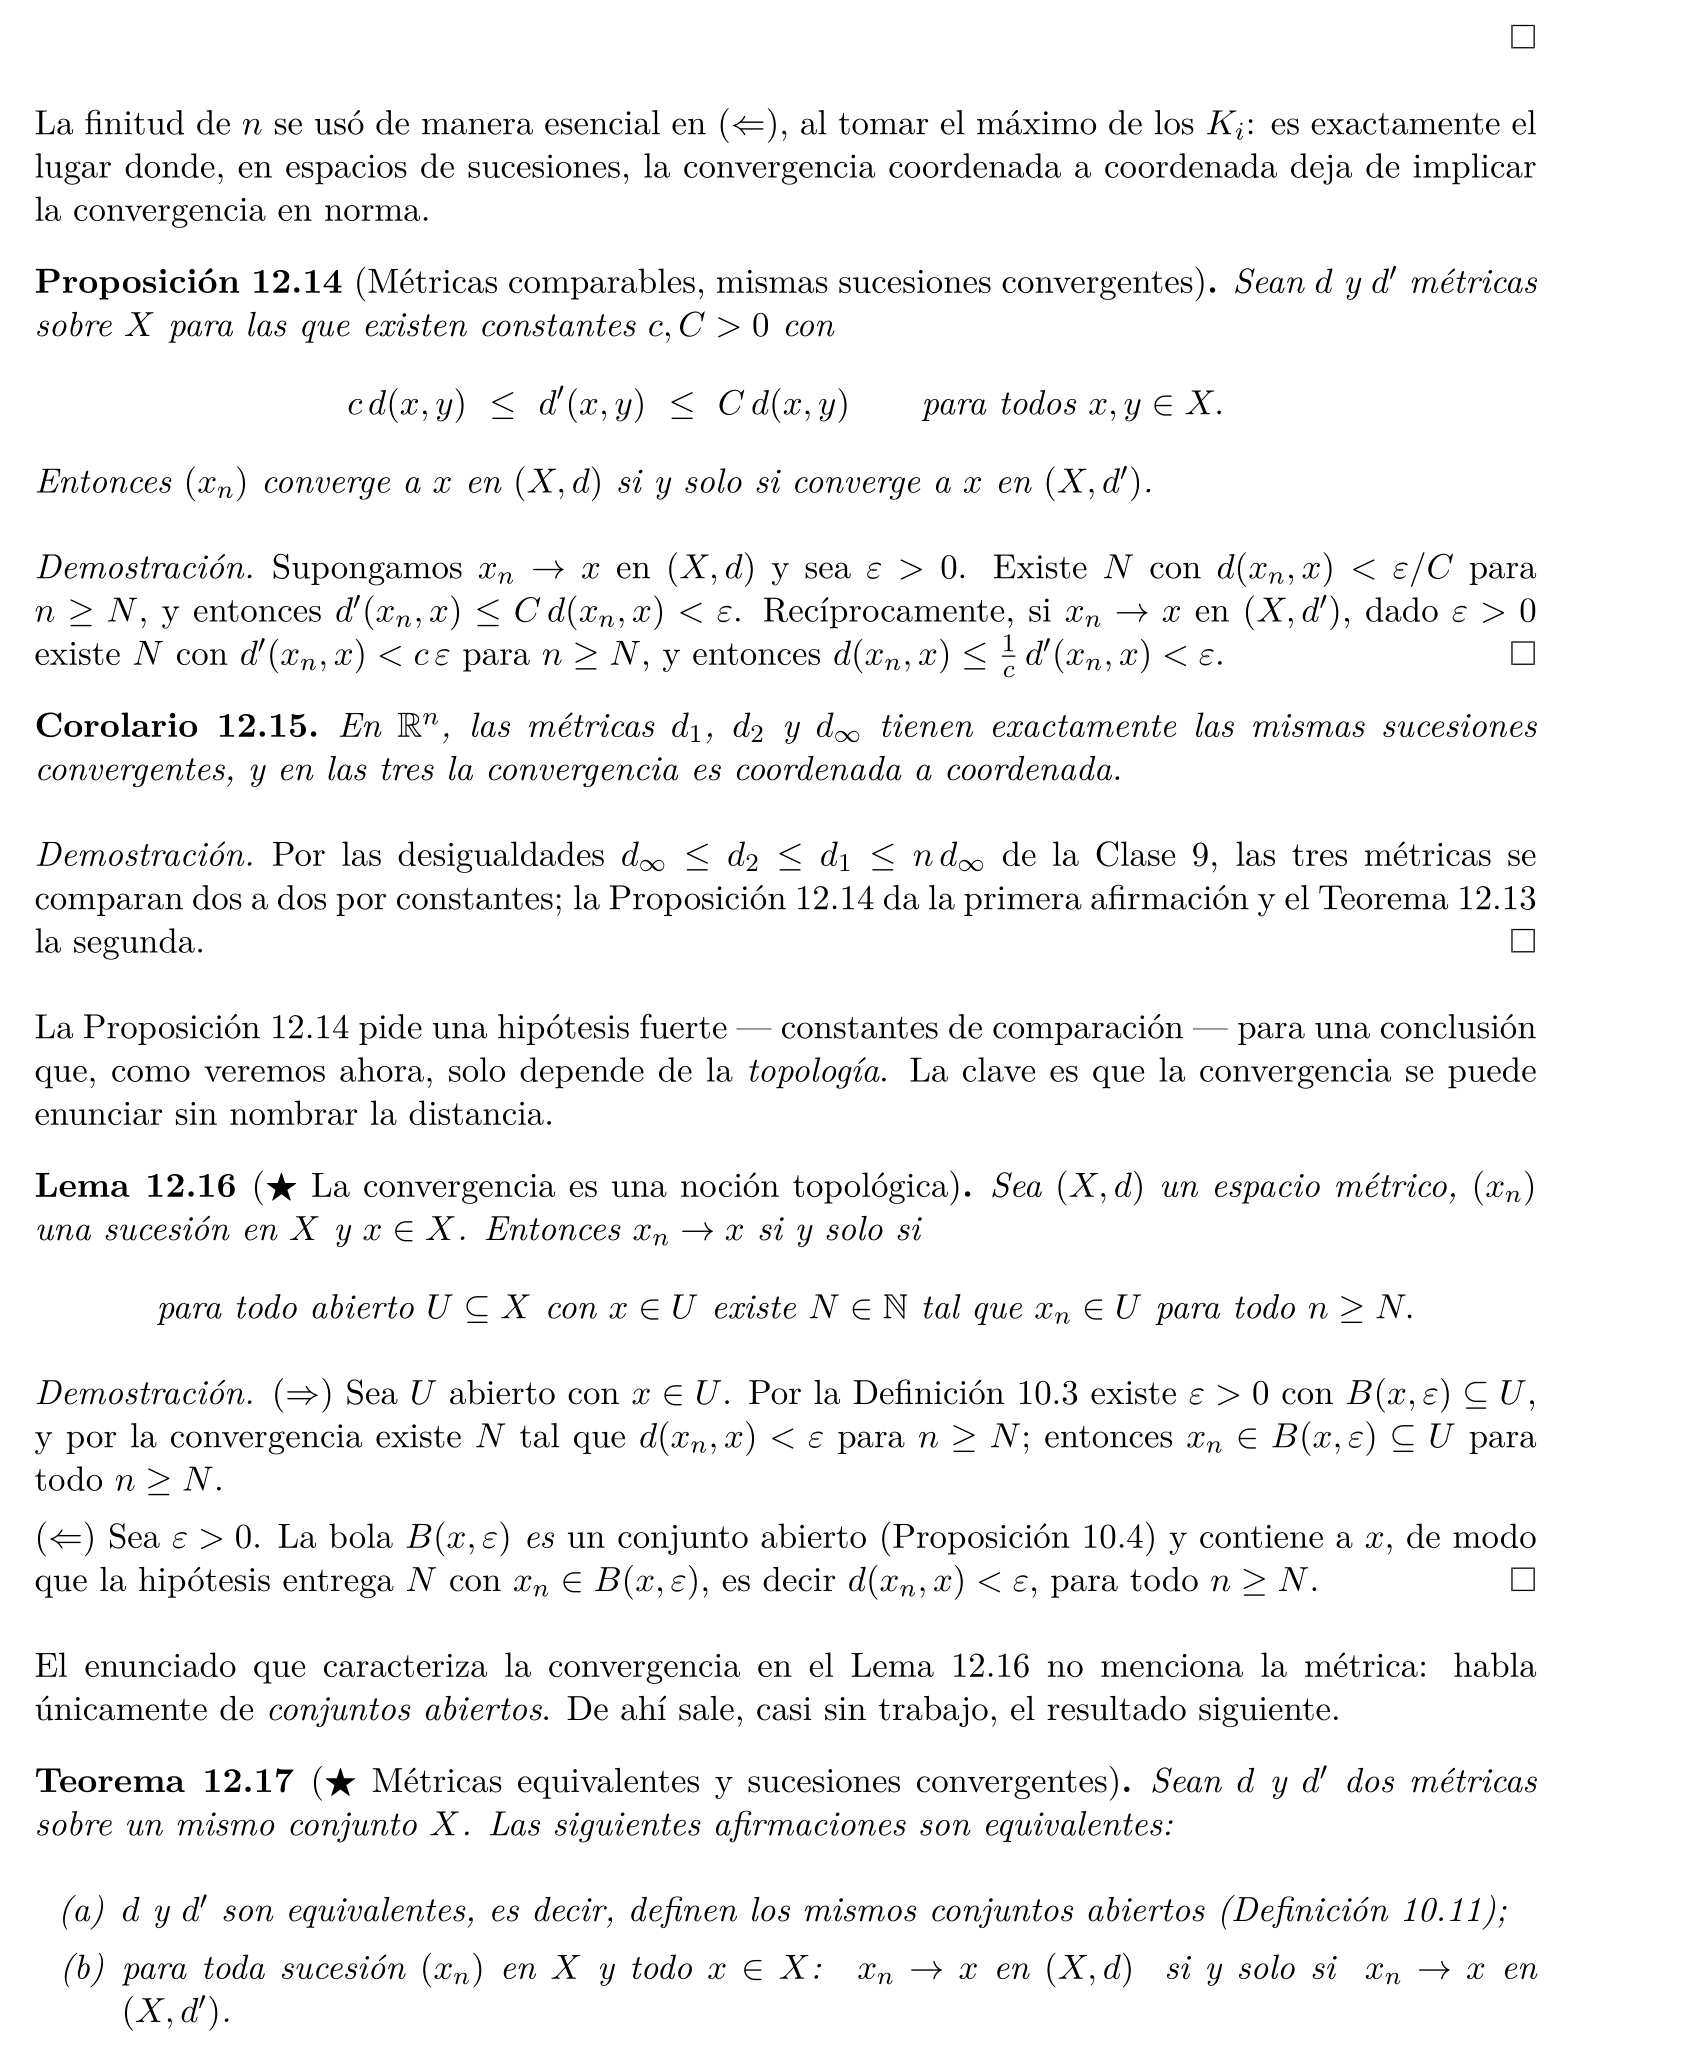 □
La finitud de n se usó de manera esencial en (⇐), al tomar el máximo de los K_i: es exactamente el
lugar donde, en espacios de sucesiones, la convergencia coordenada a coordenada deja de implicar
la convergencia en norma.
Proposición 12.14 (Métricas comparables, mismas sucesiones convergentes). Sean d y d′ métricas
sobre X para las que existen constantes c, C > 0 con
c d(x, y) ≤ d′(x, y) ≤ C d(x, y) para todos x, y ∈ X.
Entonces (x_n) converge a x en (X, d) si y solo si converge a x en (X, d′).
Demostración. Supongamos x_n → x en (X, d) y sea ε > 0. Existe N con d(x_n, x) < ε/C para
n ≥ N, y entonces d′(x_n, x) ≤ C d(x_n, x) < ε. Recíprocamente, si x_n → x en (X, d′), dado ε > 0
existe N con d′(x_n, x) < c ε para n ≥ N, y entonces d(x_n, x) ≤ 1/c d′(x_n, x) < ε. □
Corolario 12.15. En ℝⁿ, las métricas d₁, d₂ y d_∞ tienen exactamente las mismas sucesiones
convergentes, y en las tres la convergencia es coordenada a coordenada.
Demostración. Por las desigualdades d_∞ ≤ d₂ ≤ d₁ ≤ n d_∞ de la Clase 9, las tres métricas se
comparan dos a dos por constantes; la Proposición 12.14 da la primera afirmación y el Teorema 12.13
la segunda. □
La Proposición 12.14 pide una hipótesis fuerte — constantes de comparación — para una conclusión
que, como veremos ahora, solo depende de la topología. La clave es que la convergencia se puede
enunciar sin nombrar la distancia.
Lema 12.16 (★ La convergencia es una noción topológica). Sea (X, d) un espacio métrico, (x_n)
una sucesión en X y x ∈ X. Entonces x_n → x si y solo si
para todo abierto U ⊆ X con x ∈ U existe N ∈ ℕ tal que x_n ∈ U para todo n ≥ N.
Demostración. (⇒) Sea U abierto con x ∈ U. Por la Definición 10.3 existe ε > 0 con B(x, ε) ⊆ U,
y por la convergencia existe N tal que d(x_n, x) < ε para n ≥ N; entonces x_n ∈ B(x, ε) ⊆ U para
todo n ≥ N.
(⇐) Sea ε > 0. La bola B(x, ε) es un conjunto abierto (Proposición 10.4) y contiene a x, de modo
que la hipótesis entrega N con x_n ∈ B(x, ε), es decir d(x_n, x) < ε, para todo n ≥ N. □
El enunciado que caracteriza la convergencia en el Lema 12.16 no menciona la métrica: habla
únicamente de conjuntos abiertos. De ahí sale, casi sin trabajo, el resultado siguiente.
Teorema 12.17 (★ Métricas equivalentes y sucesiones convergentes). Sean d y d′ dos métricas
sobre un mismo conjunto X. Las siguientes afirmaciones son equivalentes:
(a) d y d′ son equivalentes, es decir, definen los mismos conjuntos abiertos (Definición 10.11);
(b) para toda sucesión (x_n) en X y todo x ∈ X: x_n → x en (X, d) si y solo si x_n → x en
(X, d′).